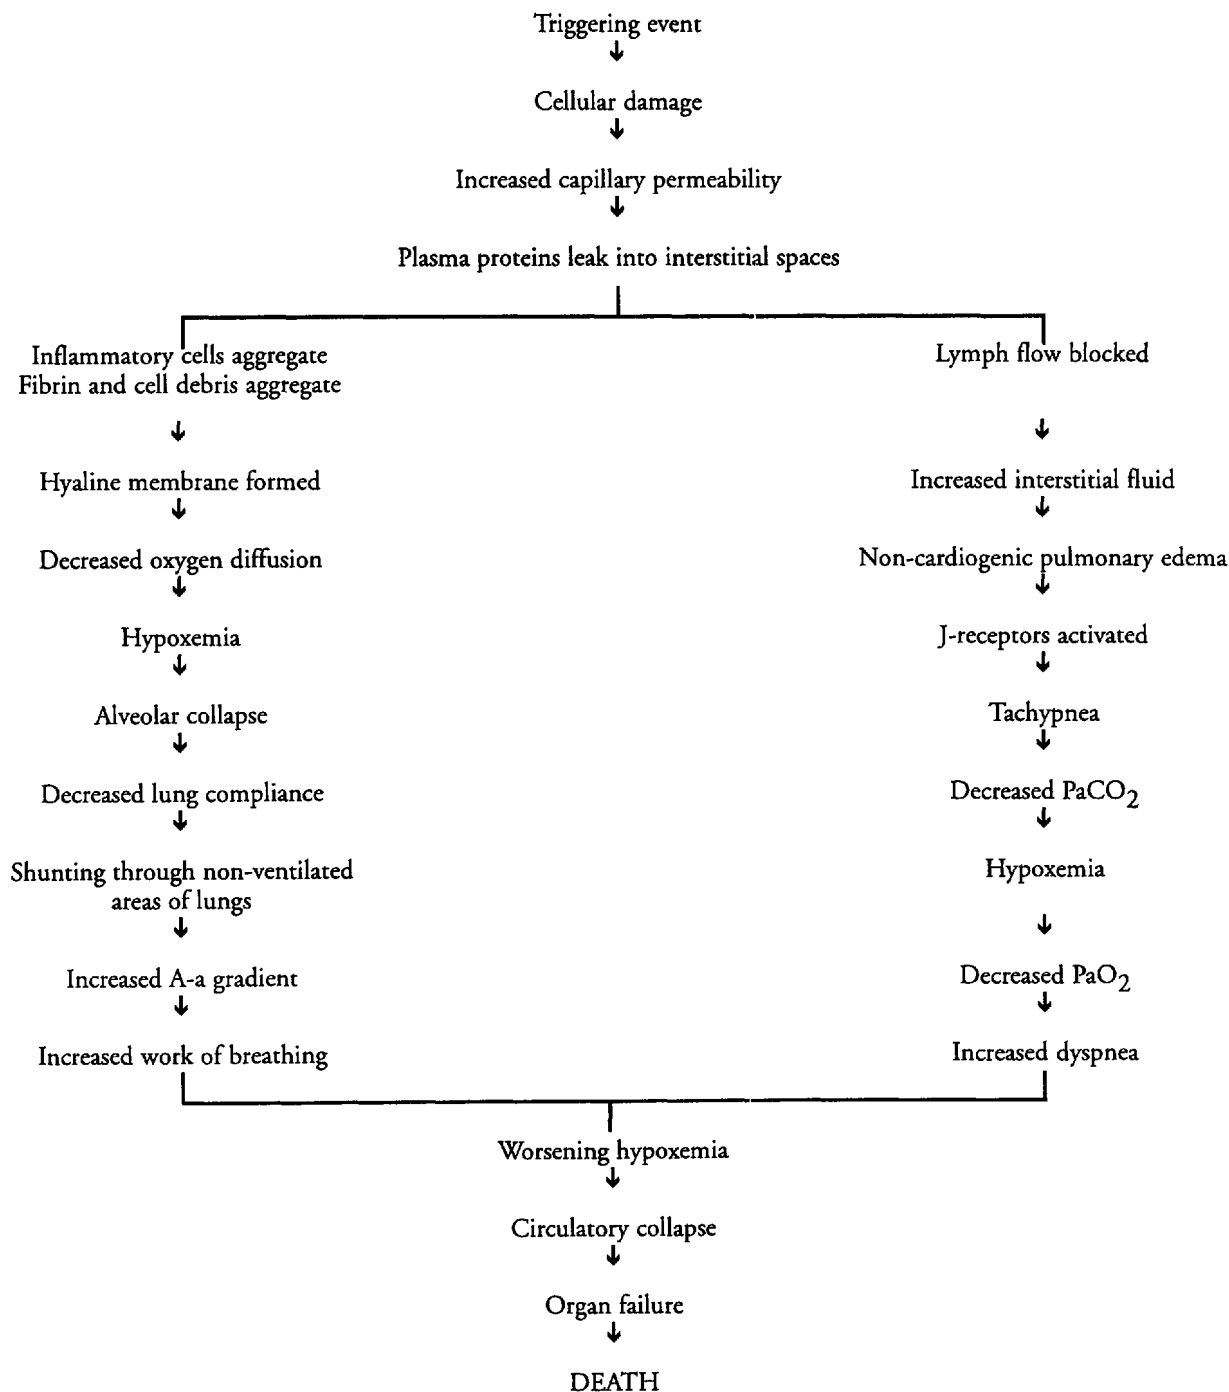 Triggering event
Cellular damage
Increased capillary permeability
Plasma proteins leak into interstitial spaces
Inflammatory cells aggregate
Fibrin and cell debris aggregate
Hyaline membrane formed
Decreased oxygen diffusion
Hypoxemia
Alveolar collapse
Decreased lung compliance
Shunting through non-ventilated
areas of lungs
Increased A-a gradient
Increased work of breathing
Lymph flow blocked
Increased interstitial fluid
Non-cardiogenic pulmonary edema
J-receptors activated
Tachypnea
Decreased PaCO2
Hypoxemia
Decreased PaO2
Increased dyspnea
Worsening hypoxemia
Circulatory collapse
Organ failure
DEATH